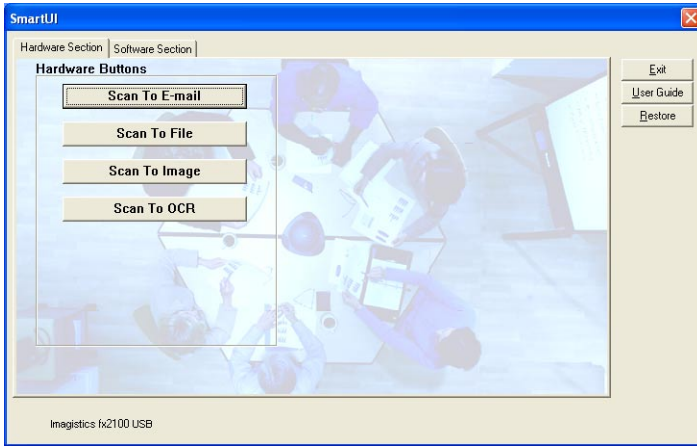 SmartUI
Hardware Section Software Section
Hardware Buttons
Scan To E-mail
Scan To File
Scan To Image
Scan To OCR
Exit
User Guide
Restore
Imagistics fx2100 USB